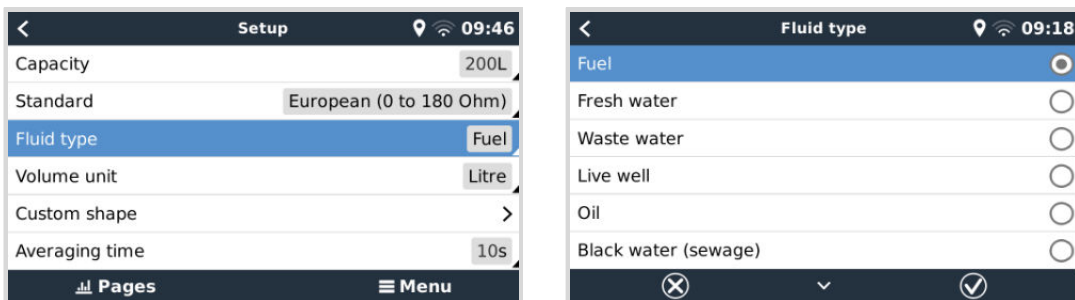 Setup 09:46
Capacity 200L
Standard European (0 to 180 Ohm)
Fluid type Fuel
Volume unit Litre
Custom shape
Averaging time 10s
Pages Menu
Fluid type 09:18
Fuel
Fresh water
Waste water
Live well
Oil
Black water (sewage)